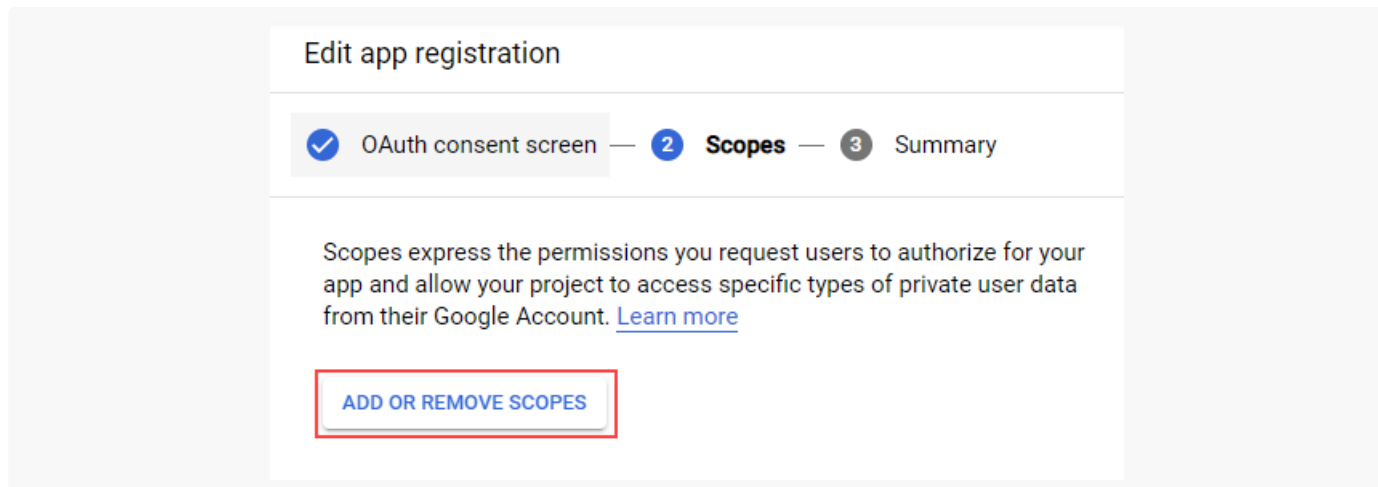 Edit app registration
OAuth consent screen — 2 Scopes — 3 Summary
Scopes express the permissions you request users to authorize for your
app and allow your project to access specific types of private user data
from their Google Account. Learn more
ADD OR REMOVE SCOPES